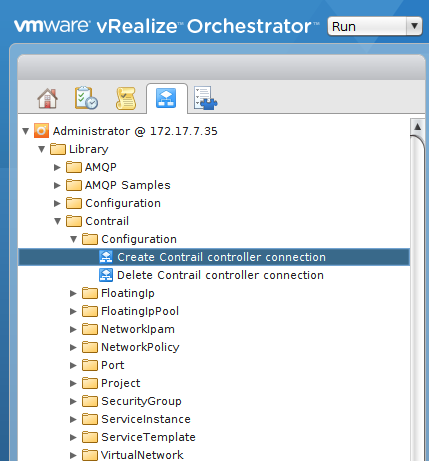 vmware vRealize Orchestrator™ Run
Administrator @ 172.17.7.35
Library
AMQP
AMQP Samples
Configuration
Contrail
Configuration
Create Contrail controller connection
Delete Contrail controller connection
FloatingIp
FloatingIpPool
NetworkIpam
NetworkPolicy
Port
Project
SecurityGroup
ServiceInstance
ServiceTemplate
VirtualNetwork